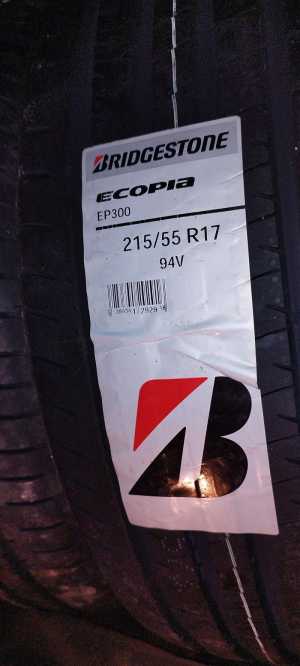 BRIDGESTONE
ECOPIA
EP300
215/55 R17
94V